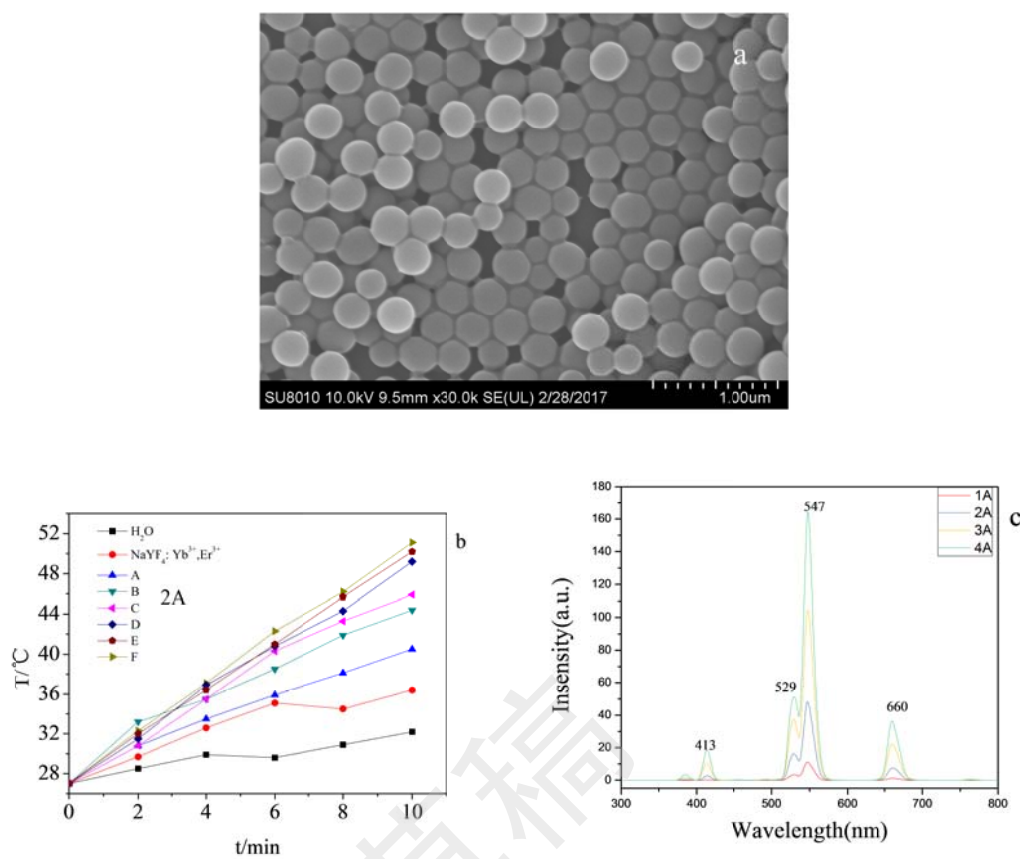 a
SU8010 10.0kV 9.5mm x30.0k SE(UL) 2/28/2017
1.00um
b
52
48
44
40
36
32
28
T/℃
H₂O
NaYF₄: Yb³⁺,Er³⁺
A
B
C
D
E
F
2A
0 2 4 6 8 10
t/min
c
180
160
140
120
100
80
60
40
20
0
Insensity(a.u.)
1A
2A
3A
4A
547
529
413
660
300 400 500 600 700 800
Wavelength(nm)
稿